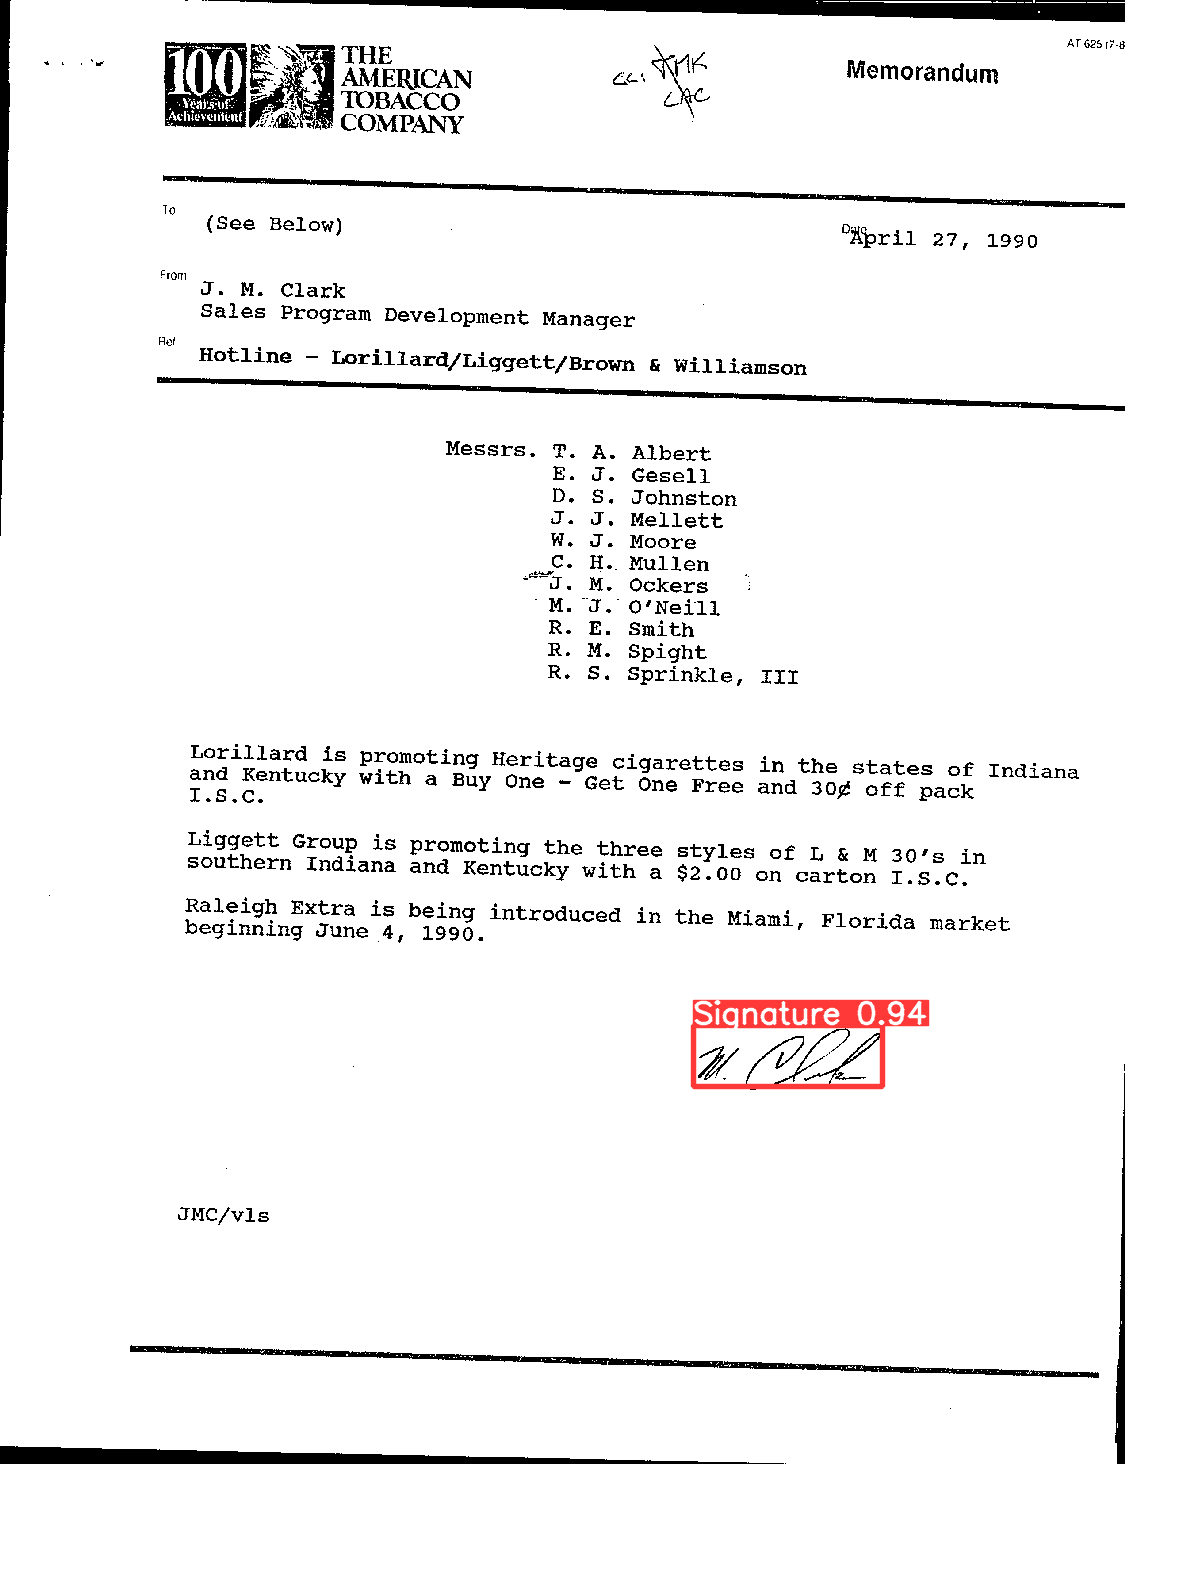 AT 625 (7-8
100
Years of
Achievement
THE
AMERICAN
TOBACCO
COMPANY
cc: KMK
LAC
Memorandum
To
(See Below)
Date
April 27, 1990
From
J. M. Clark
Sales Program Development Manager
Ref
Hotline - Lorillard/Liggett/Brown & Williamson
Messrs. T. A. Albert
E. J. Gesell
D. S. Johnston
J. J. Mellett
W. J. Moore
C. H. Mullen
J. M. Ockers
M. J. O'Neill
R. E. Smith
R. M. Spight
R. S. Sprinkle, III
Lorillard is promoting Heritage cigarettes in the states of Indiana
and Kentucky with a Buy One - Get One Free and 30¢ off pack
I.S.C.
Liggett Group is promoting the three styles of L & M 30's in
southern Indiana and Kentucky with a $2.00 on carton I.S.C.
Raleigh Extra is being introduced in the Miami, Florida market
beginning June 4, 1990.
Signature 0.94
M. Clark
JMC/vls